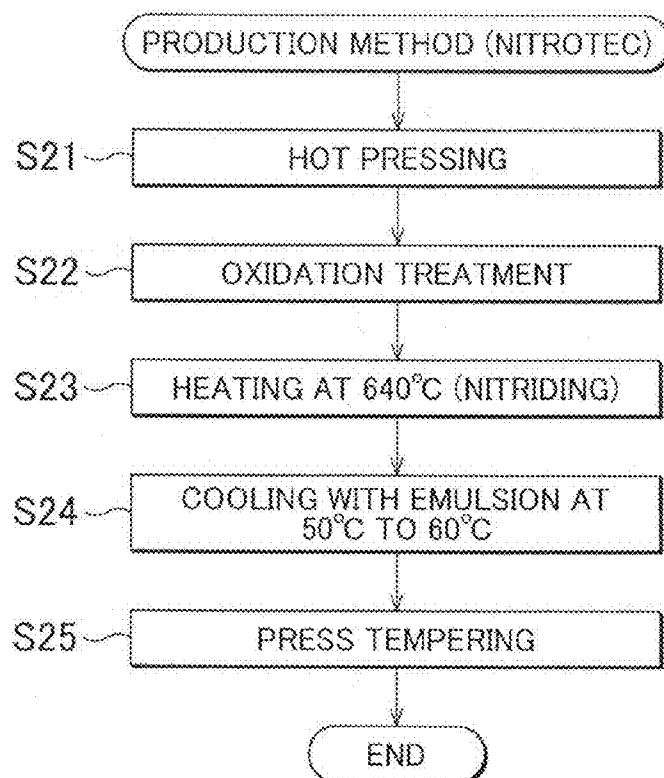 PRODUCTION METHOD (NITROTEC)
S21
HOT PRESSING
S22
OXIDATION TREATMENT
S23
HEATING AT 640°C (NITRIDING)
S24
COOLING WITH EMULSION AT
50°C TO 60°C
S25
PRESS TEMPERING
END